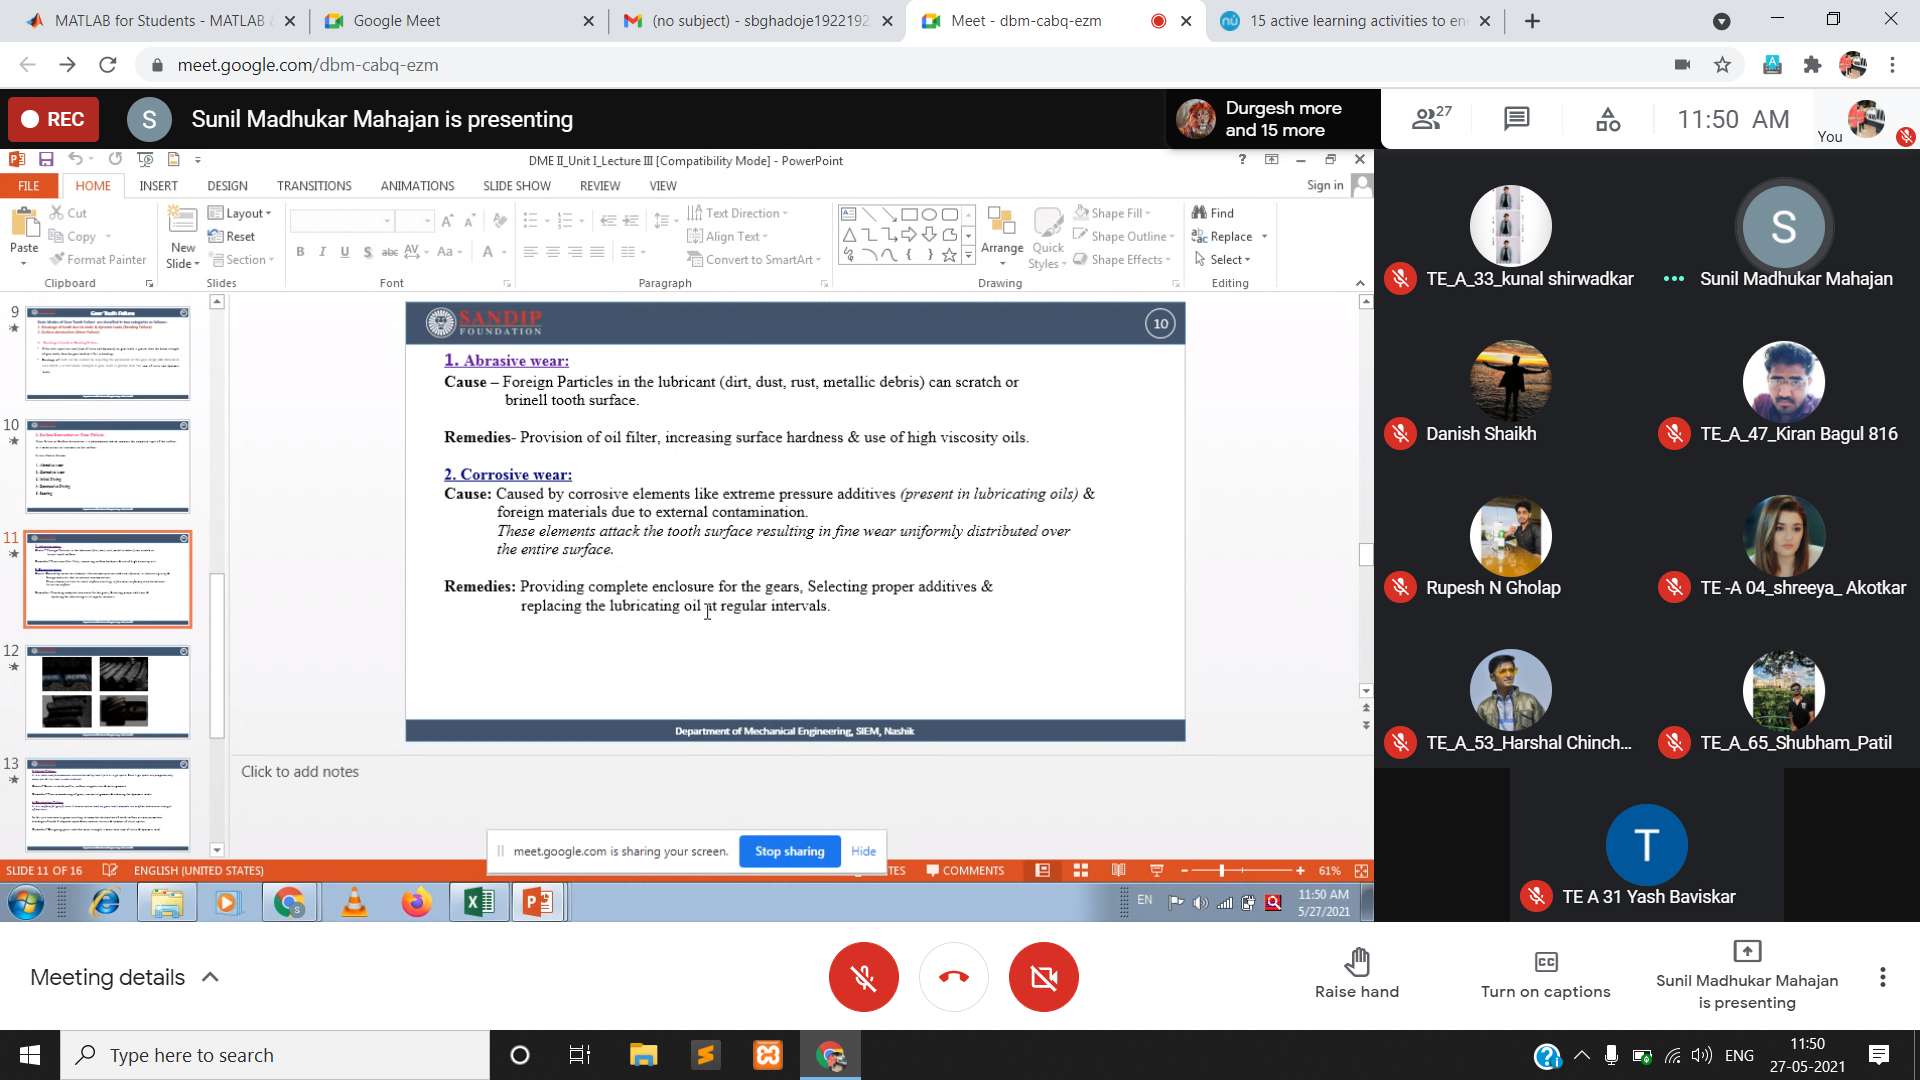 MATLAB for Students - MATLAB &
Google Meet
(no subject) - sbghadoje1922192
Meet - dbm-cabq-ezm
15 active learning activities to en
meet.google.com/dbm-cabq-ezm
REC
S
Sunil Madhukar Mahajan is presenting
Durgesh more
and 15 more
27
11:50 AM
You
DME II_Unit I_Lecture III [Compatibility Mode] - PowerPoint
FILE
HOME
INSERT
DESIGN
TRANSITIONS
ANIMATIONS
SLIDE SHOW
REVIEW
VIEW
Sign in
Paste
Cut
Copy
Format Painter
Clipboard
New
Slide
Layout
Reset
Section
Slides
Font
Text Direction
Align Text
Convert to SmartArt
Paragraph
Arrange
Quick
Styles
Shape Fill
Shape Outline
Shape Effects
Drawing
Find
Replace
Select
Editing
9
Gear Tooth Failure
10
11
12
13
SANDIP
FOUNDATION
10
1. Abrasive wear:
Cause – Foreign Particles in the lubricant (dirt, dust, rust, metallic debris) can scratch or
brinell tooth surface.
Remedies- Provision of oil filter, increasing surface hardness & use of high viscosity oils.
2. Corrosive wear:
Cause: Caused by corrosive elements like extreme pressure additives (present in lubricating oils) &
foreign materials due to external contamination.
These elements attack the tooth surface resulting in fine wear uniformly distributed over
the entire surface.
Remedies: Providing complete enclosure for the gears, Selecting proper additives &
replacing the lubricating oil at regular intervals.
Department of Mechanical Engineering, SIEM, Nashik
Click to add notes
meet.google.com is sharing your screen.
Stop sharing
Hide
SLIDE 11 OF 16
ENGLISH (UNITED STATES)
COMMENTS
61%
EN
11:50 AM
5/27/2021
TE_A_33_kunal shirwadkar
S
Sunil Madhukar Mahajan
Danish Shaikh
TE_A_47_Kiran Bagul 816
Rupesh N Gholap
TE -A 04_shreeya_ Akotkar
TE_A_53_Harshal Chinch...
TE_A_65_Shubham_Patil
T
TE A 31 Yash Baviskar
Meeting details
Raise hand
Turn on captions
Sunil Madhukar Mahajan
is presenting
Type here to search
ENG
11:50
27-05-2021